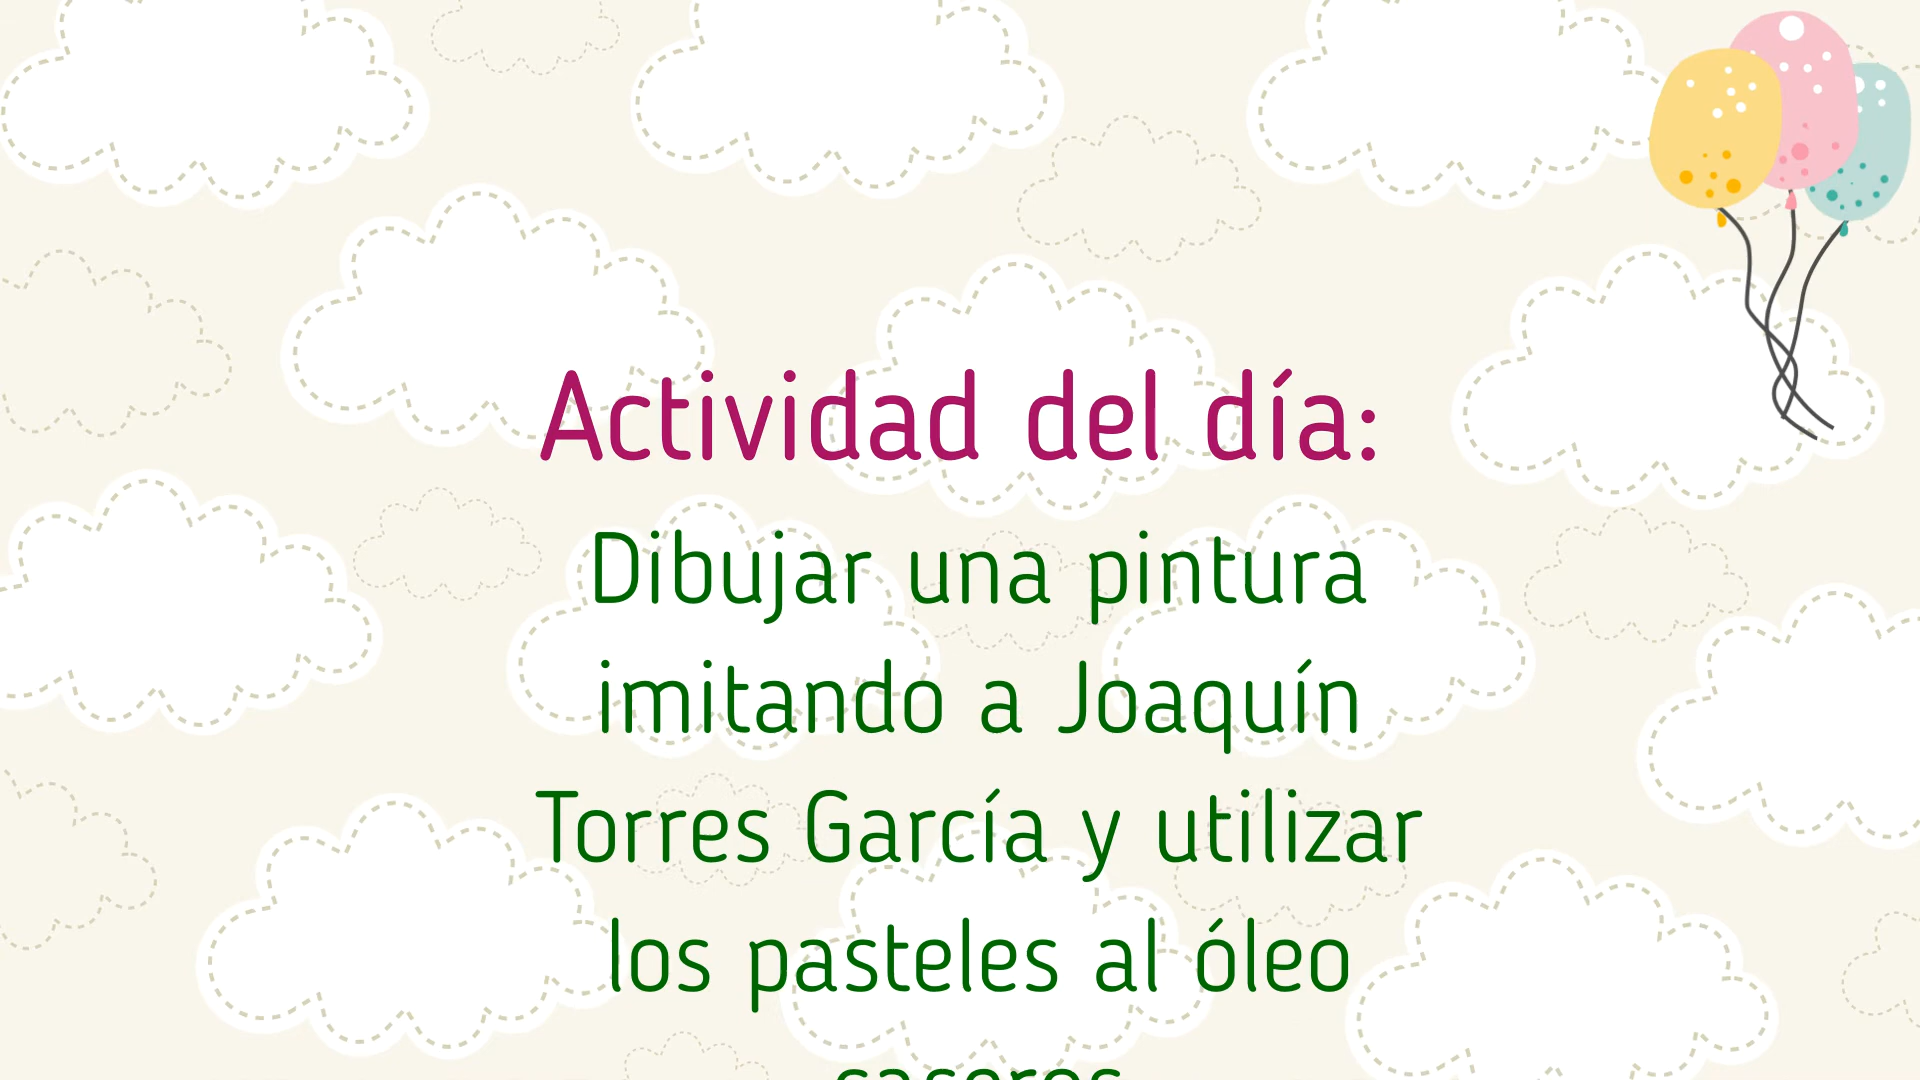 Actividad del día:
Dibujar una pintura
imitando a Joaquín
Torres García y utilizar
los pasteles al óleo